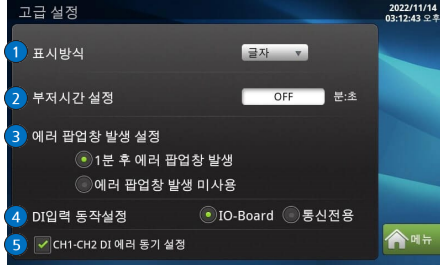 고급 설정
2022/11/14
03:12:43 오후
1 표시방식 글자
2 부저시간 설정 OFF 분:초
3 에러 팝업창 발생 설정
1분 후 에러 팝업창 발생
에러 팝업창 발생 미사용
4 DI입력 동작설정 IO-Board 통신전용
5 CH1-CH2 DI 에러 동기 설정
메뉴